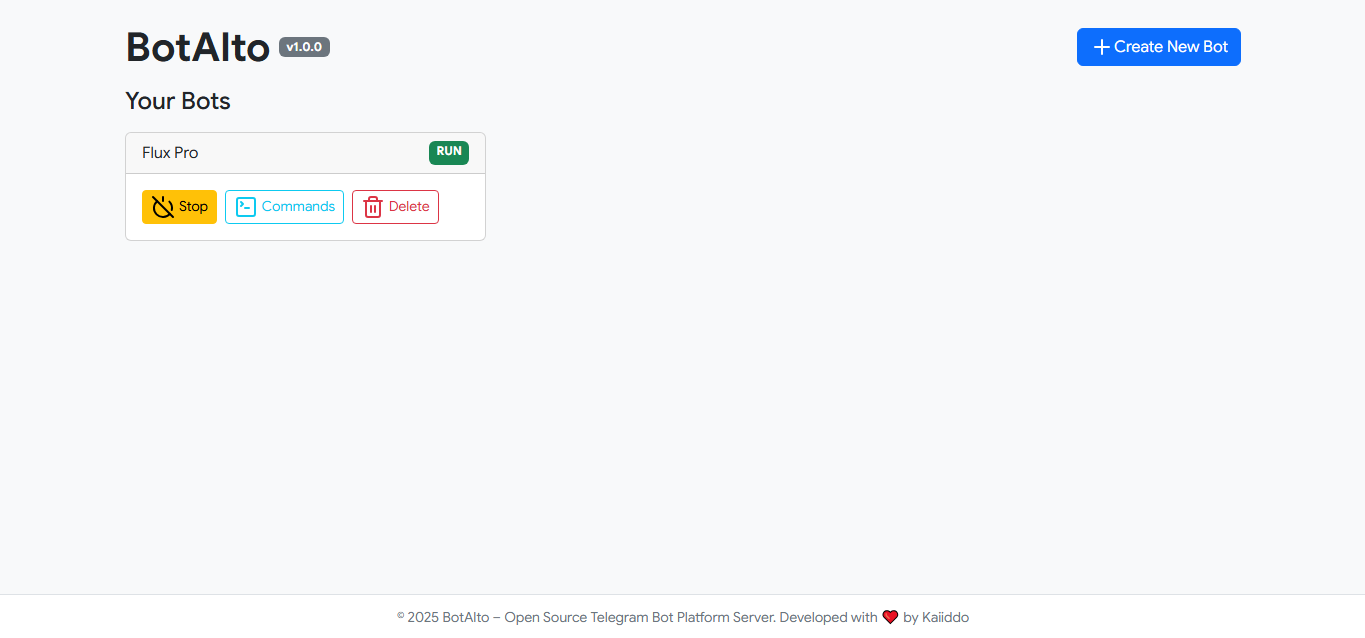 BotAlto v1.0.0
Create New Bot
Your Bots
Flux Pro
RUN
Stop
Commands
Delete
© 2025 BotAlto – Open Source Telegram Bot Platform Server. Developed with ❤️ by Kaiiddo